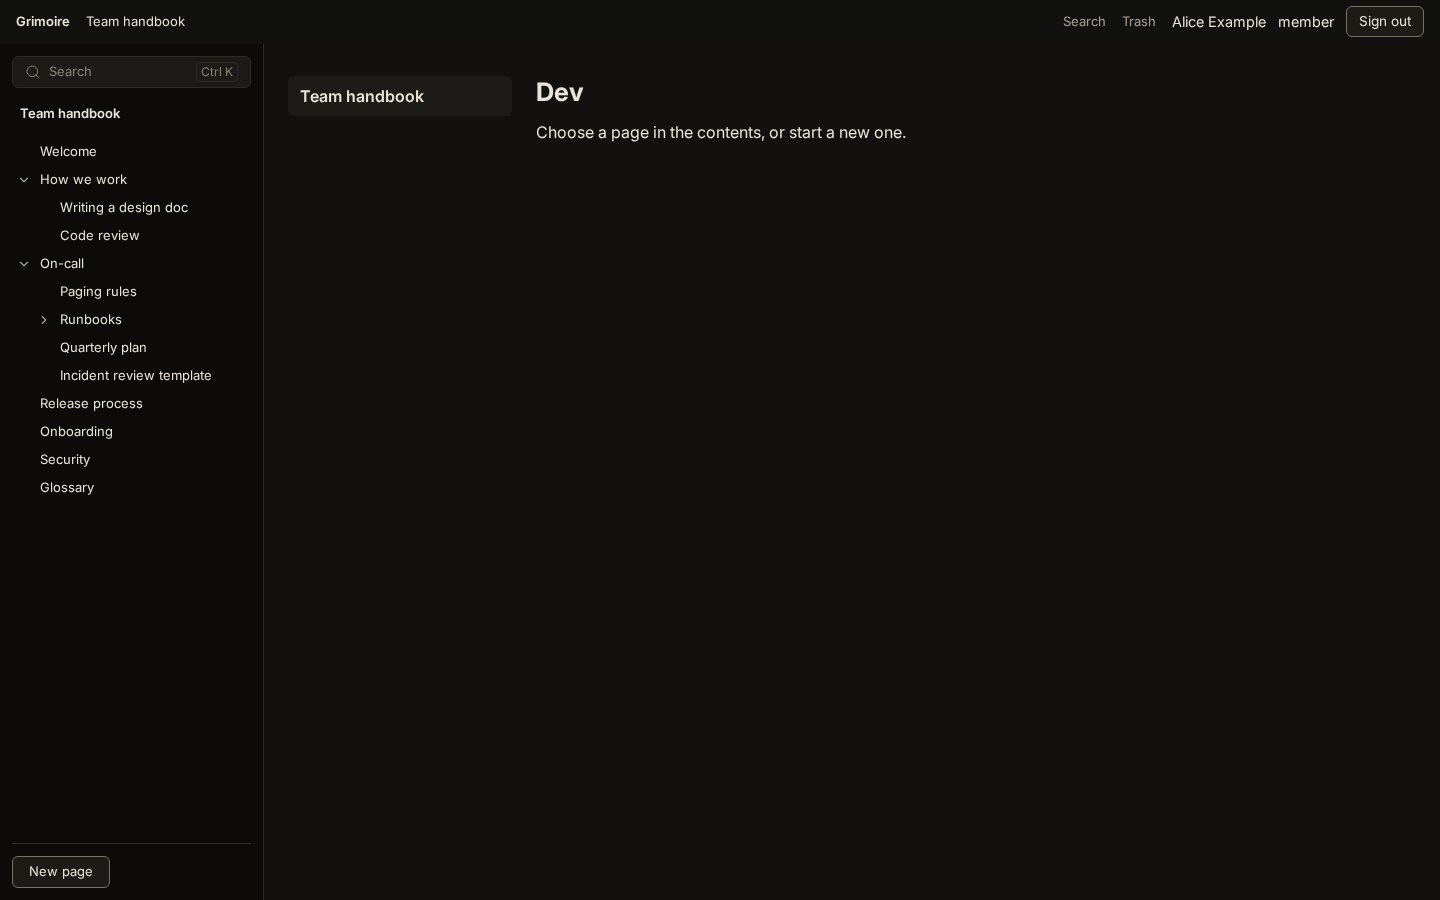 Grimoire Team handbook Search Trash Alice Example member Sign out
Search Ctrl K
Team handbook
Welcome
How we work
Writing a design doc
Code review
On-call
Paging rules
Runbooks
Quarterly plan
Incident review template
Release process
Onboarding
Security
Glossary
New page
Team handbook
Dev
Choose a page in the contents, or start a new one.